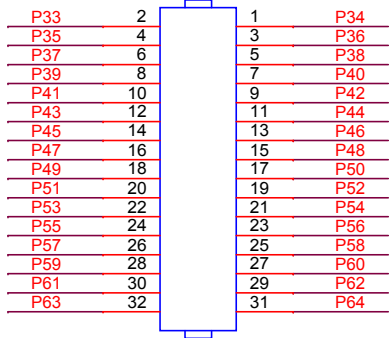 P33 2 1 P34
P35 4 3 P36
P37 6 5 P38
P39 8 7 P40
P41 10 9 P42
P43 12 11 P44
P45 14 13 P46
P47 16 15 P48
P49 18 17 P50
P51 20 19 P52
P53 22 21 P54
P55 24 23 P56
P57 26 25 P58
P59 28 27 P60
P61 30 29 P62
P63 32 31 P64